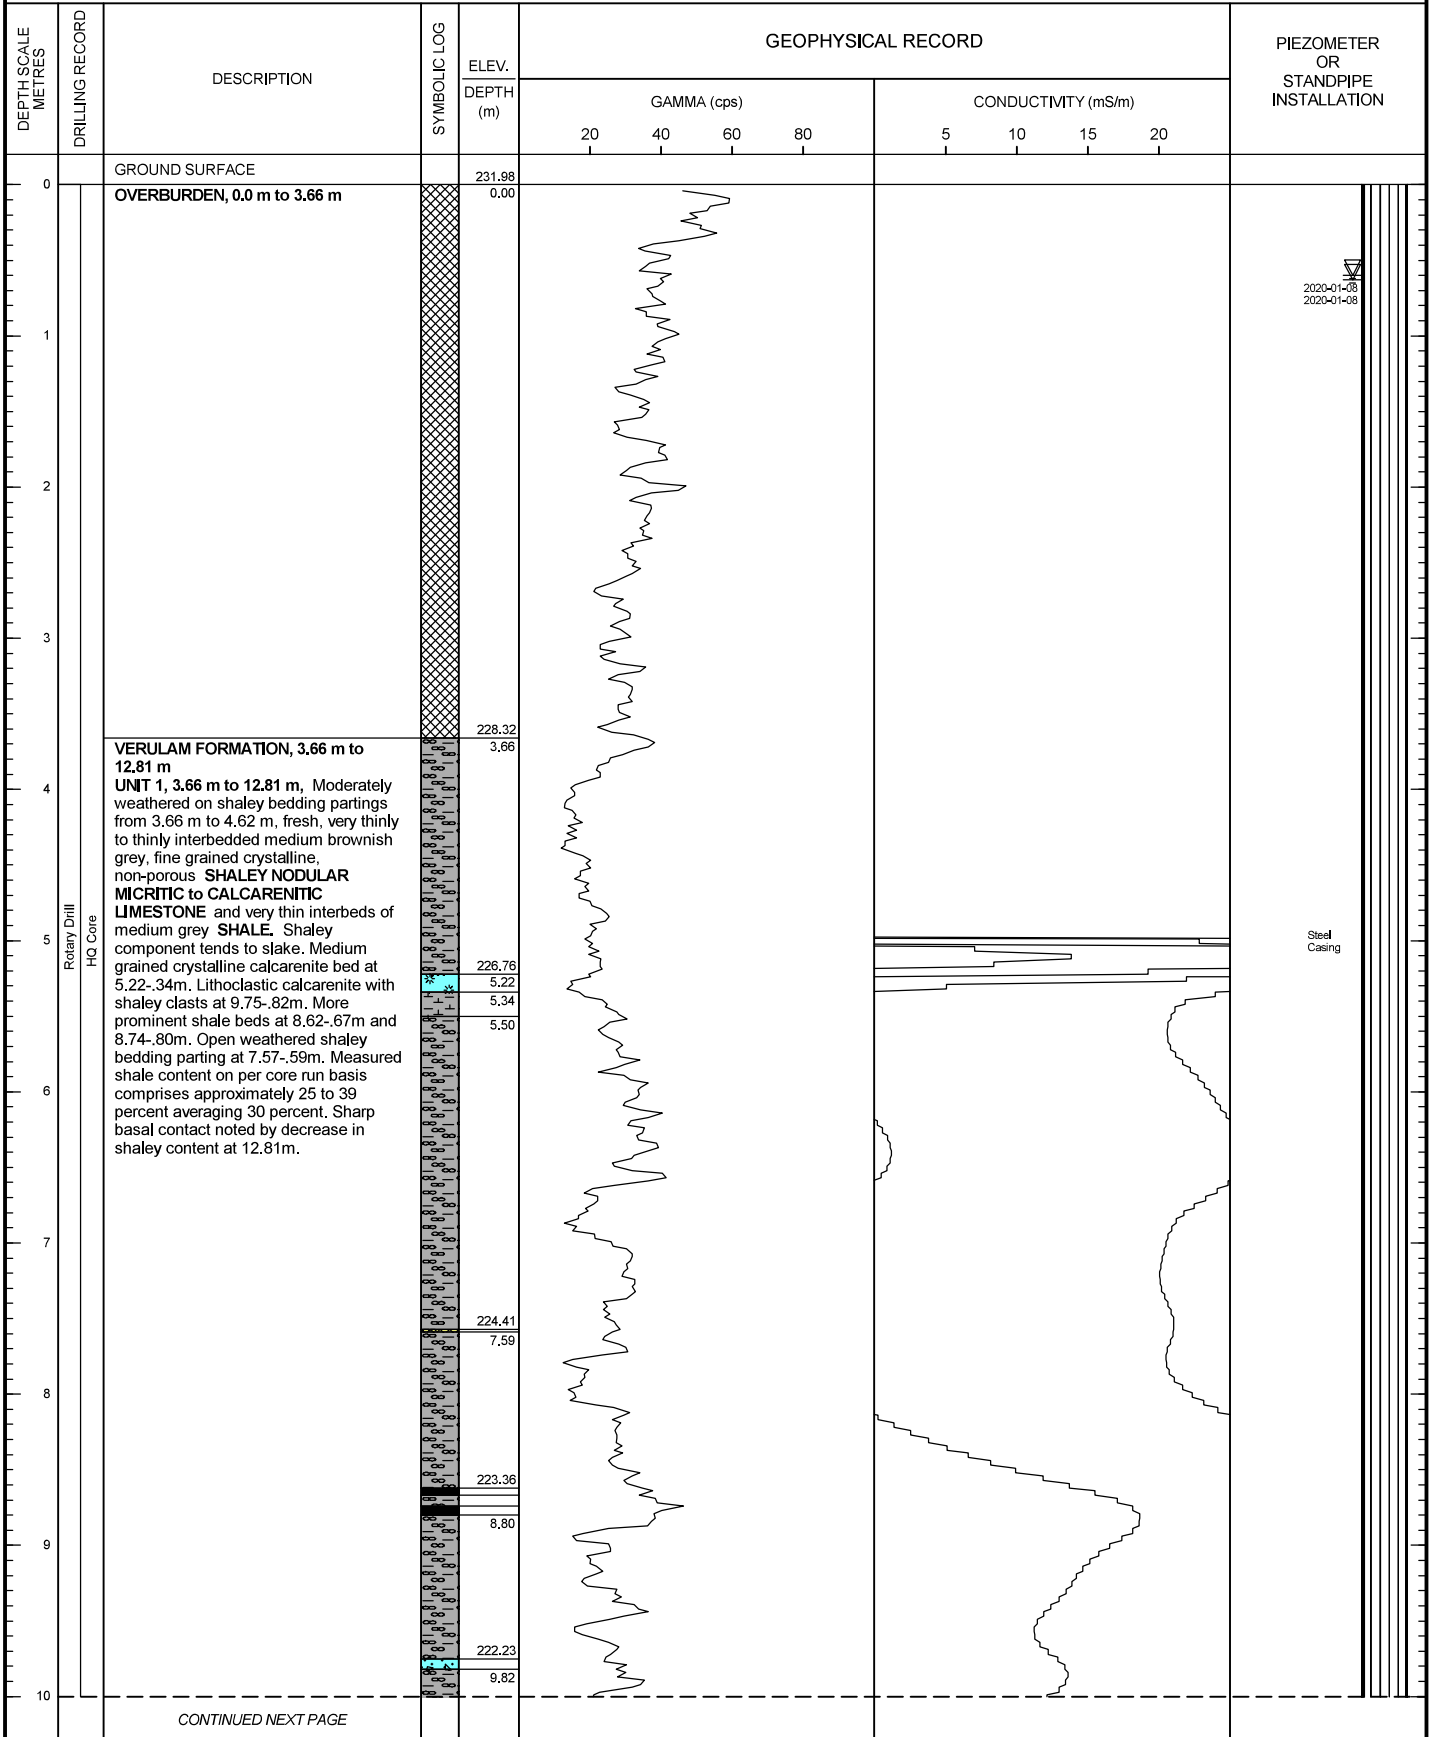 DEPTH SCALE
METRES
DRILLING RECORD
DESCRIPTION
SYMBOLIC LOG
ELEV.
DEPTH
(m)
GEOPHYSICAL RECORD
GAMMA (cps)
20 40 60 80
CONDUCTIVITY (mS/m)
5 10 15 20
PIEZOMETER
OR
STANDPIPE
INSTALLATION
GROUND SURFACE
231.98
0
OVERBURDEN, 0.0 m to 3.66 m
0.00
2020-01-08
2020-01-08
1
2
3
228.32
VERULAM FORMATION, 3.66 m to
12.81 m
3.66
UNIT 1, 3.66 m to 12.81 m, Moderately
weathered on shaley bedding partings
from 3.66 m to 4.62 m, fresh, very thinly
to thinly interbedded medium brownish
grey, fine grained crystalline,
non-porous SHALEY NODULAR
MICRITIC to CALCARENITIC
LIMESTONE and very thin interbeds of
medium grey SHALE. Shaley
component tends to slake. Medium
grained crystalline calcarenite bed at
5.22-.34m. Lithoclastic calcarenite with
shaley clasts at 9.75-.82m. More
prominent shale beds at 8.62-.67m and
8.74-.80m. Open weathered shaley
bedding parting at 7.57-.59m. Measured
shale content on per core run basis
comprises approximately 25 to 39
percent averaging 30 percent. Sharp
basal contact noted by decrease in
shaley content at 12.81m.
4
Rotary Drill
HQ Core
5
Steel
Casing
226.76
5.22
5.34
5.50
6
7
224.41
7.59
8
223.36
8.80
9
222.23
9.82
10
CONTINUED NEXT PAGE